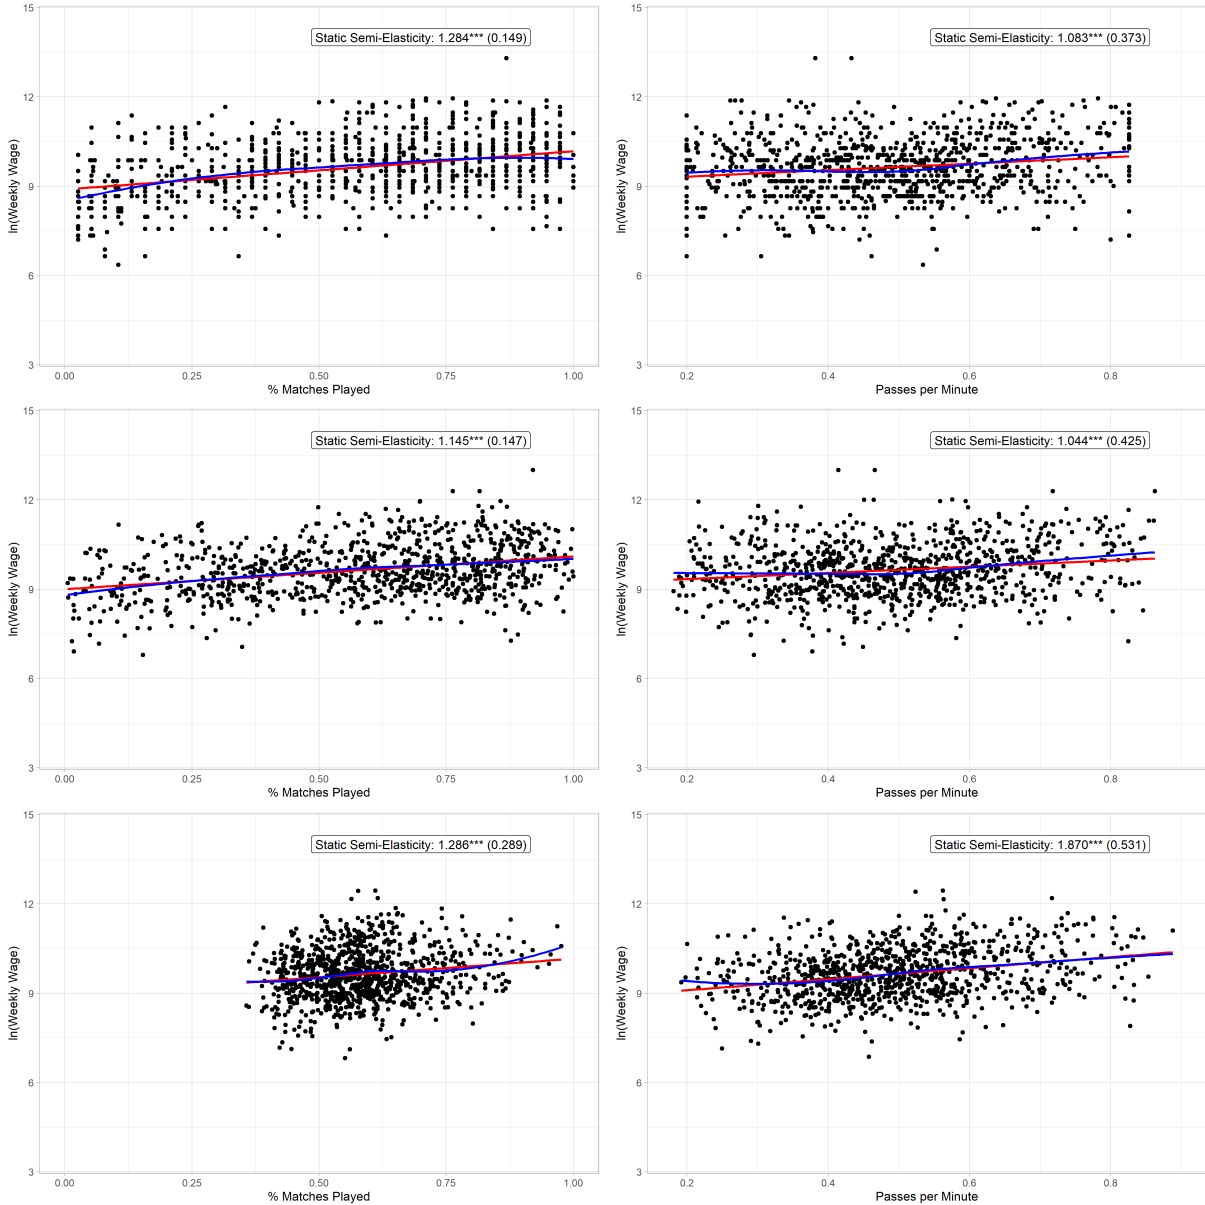 Static Semi-Elasticity: 1.284*** (0.149)
ln(Weekly Wage)
15
12
9
6
3
0.00 0.25 0.50 0.75 1.00
% Matches Played
Static Semi-Elasticity: 1.083*** (0.373)
ln(Weekly Wage)
15
12
9
6
3
0.2 0.4 0.6 0.8
Passes per Minute
Static Semi-Elasticity: 1.145*** (0.147)
ln(Weekly Wage)
15
12
9
6
3
0.00 0.25 0.50 0.75 1.00
% Matches Played
Static Semi-Elasticity: 1.044*** (0.425)
ln(Weekly Wage)
15
12
9
6
3
0.2 0.4 0.6 0.8
Passes per Minute
Static Semi-Elasticity: 1.286*** (0.289)
ln(Weekly Wage)
15
12
9
6
3
0.00 0.25 0.50 0.75 1.00
% Matches Played
Static Semi-Elasticity: 1.870*** (0.531)
ln(Weekly Wage)
15
12
9
6
3
0.2 0.4 0.6 0.8
Passes per Minute